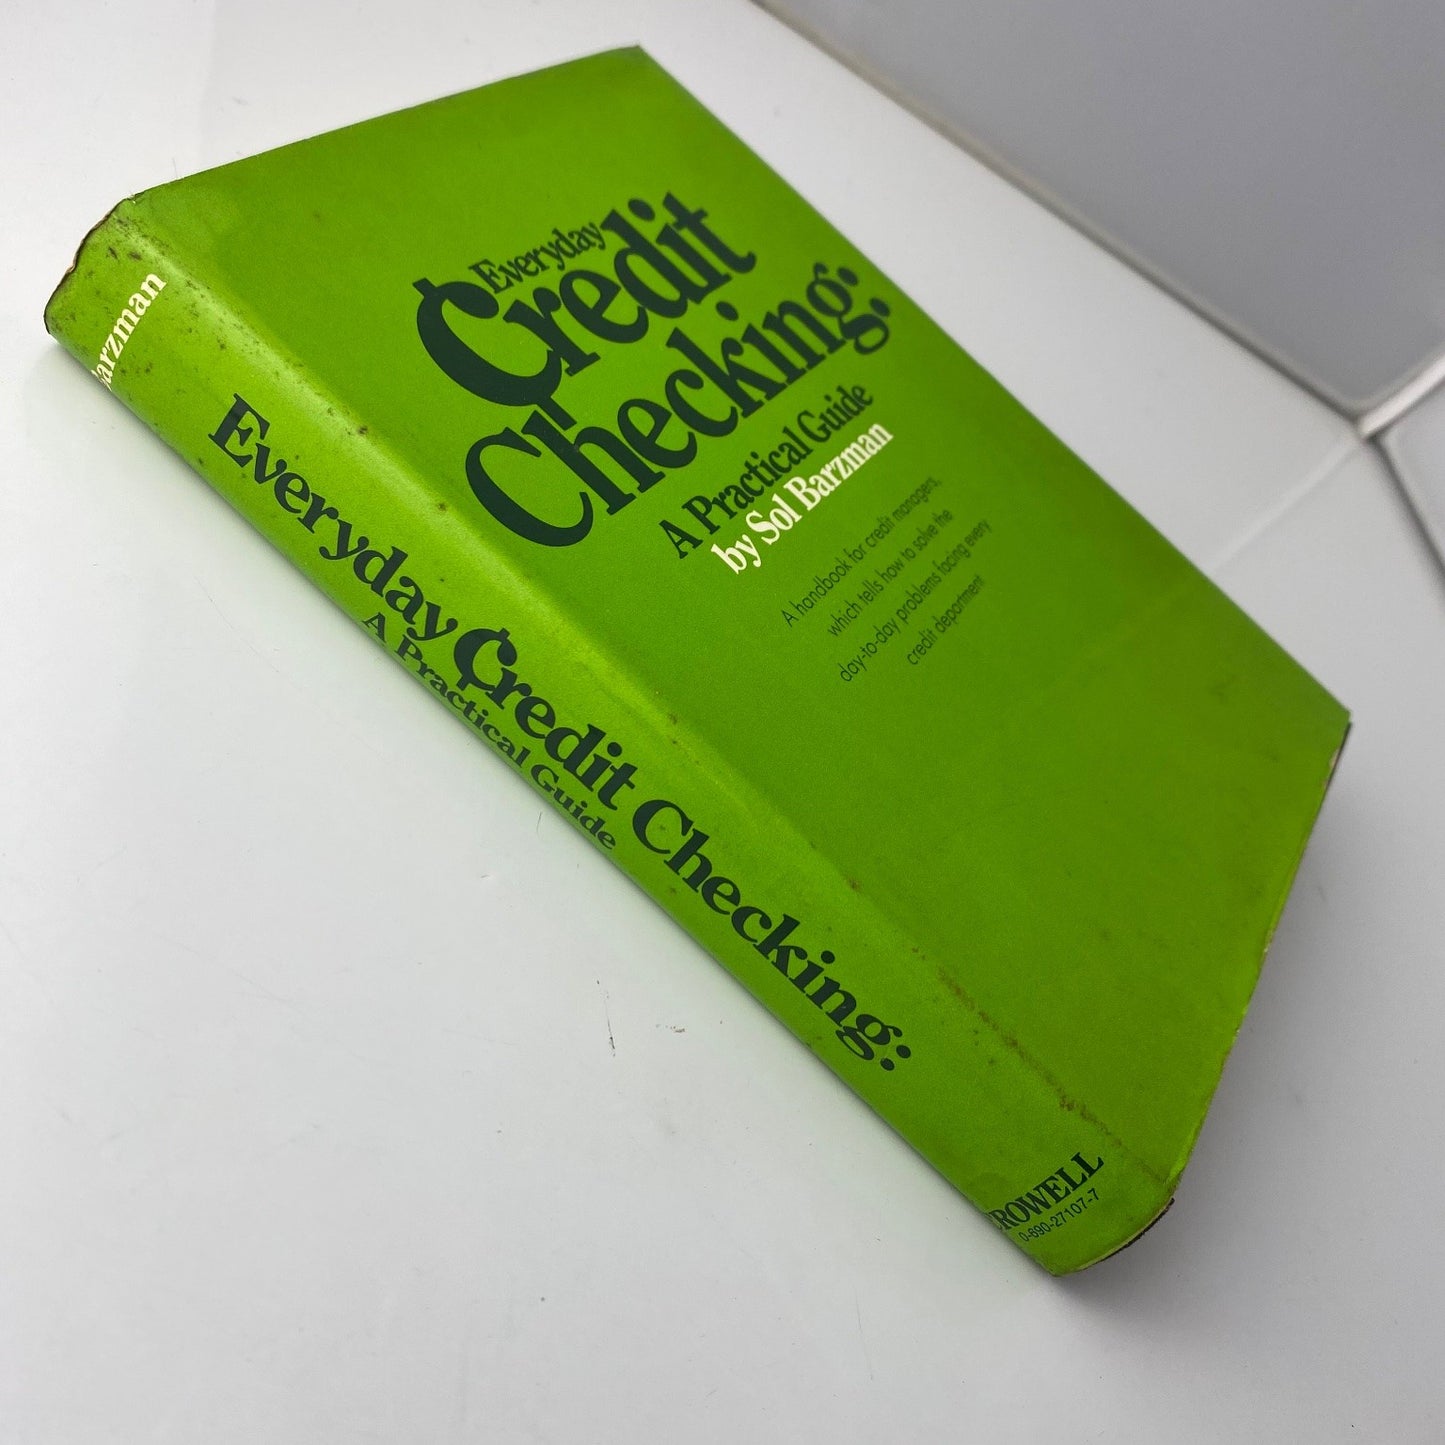 Everyday
Credit
Checking:
A Practical Guide
by Sol Barzman
A handbook for credit managers,
which tells how to solve the
day-to-day problems facing every
credit department
Barzman
Everyday Credit Checking:
A Practical Guide
CROWELL
0-690-27107-7